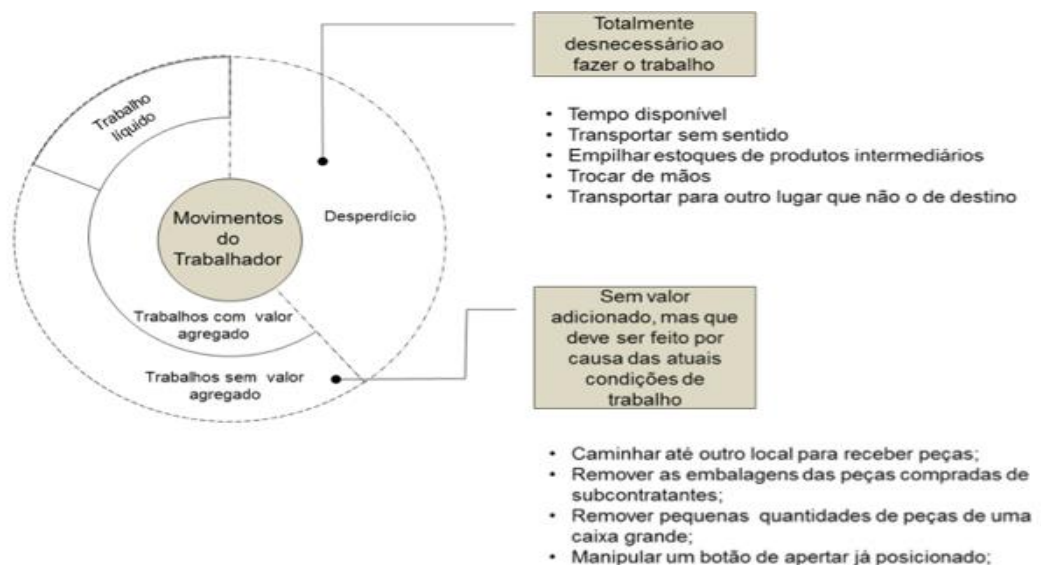 Totalmente
desnecessário ao
fazer o trabalho
• Tempo disponível
• Transportar sem sentido
• Empilhar estoques de produtos intermediários
• Trocar de mãos
• Transportar para outro lugar que não o de destino
Trabalho
líquido
Movimentos
do
Trabalhador
Desperdício
Trabalhos com valor
agregado
Trabalhos sem valor
agregado
Sem valor
adicionado, mas que
deve ser feito por
causa das atuais
condições de
trabalho
• Caminhar até outro local para receber peças;
• Remover as embalagens das peças compradas de
subcontratantes;
• Remover pequenas quantidades de peças de uma
caixa grande;
• Manipular um botão de apertar já posicionado;